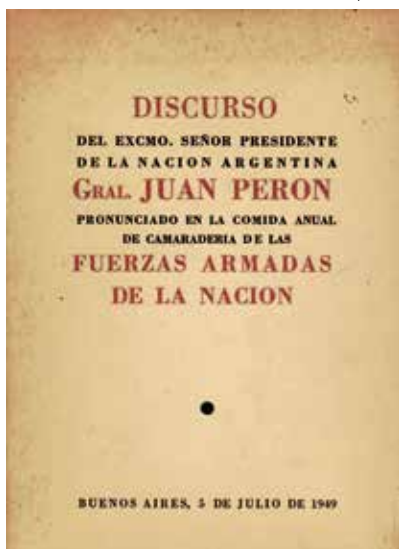 DISCURSO
DEL EXCMO. SEÑOR PRESIDENTE
DE LA NACION ARGENTINA
GRAL. JUAN PERON
PRONUNCIADO EN LA COMIDA ANUAL
DE CAMARADERIA DE LAS
FUERZAS ARMADAS
DE LA NACION
BUENOS AIRES, 5 DE JULIO DE 1949